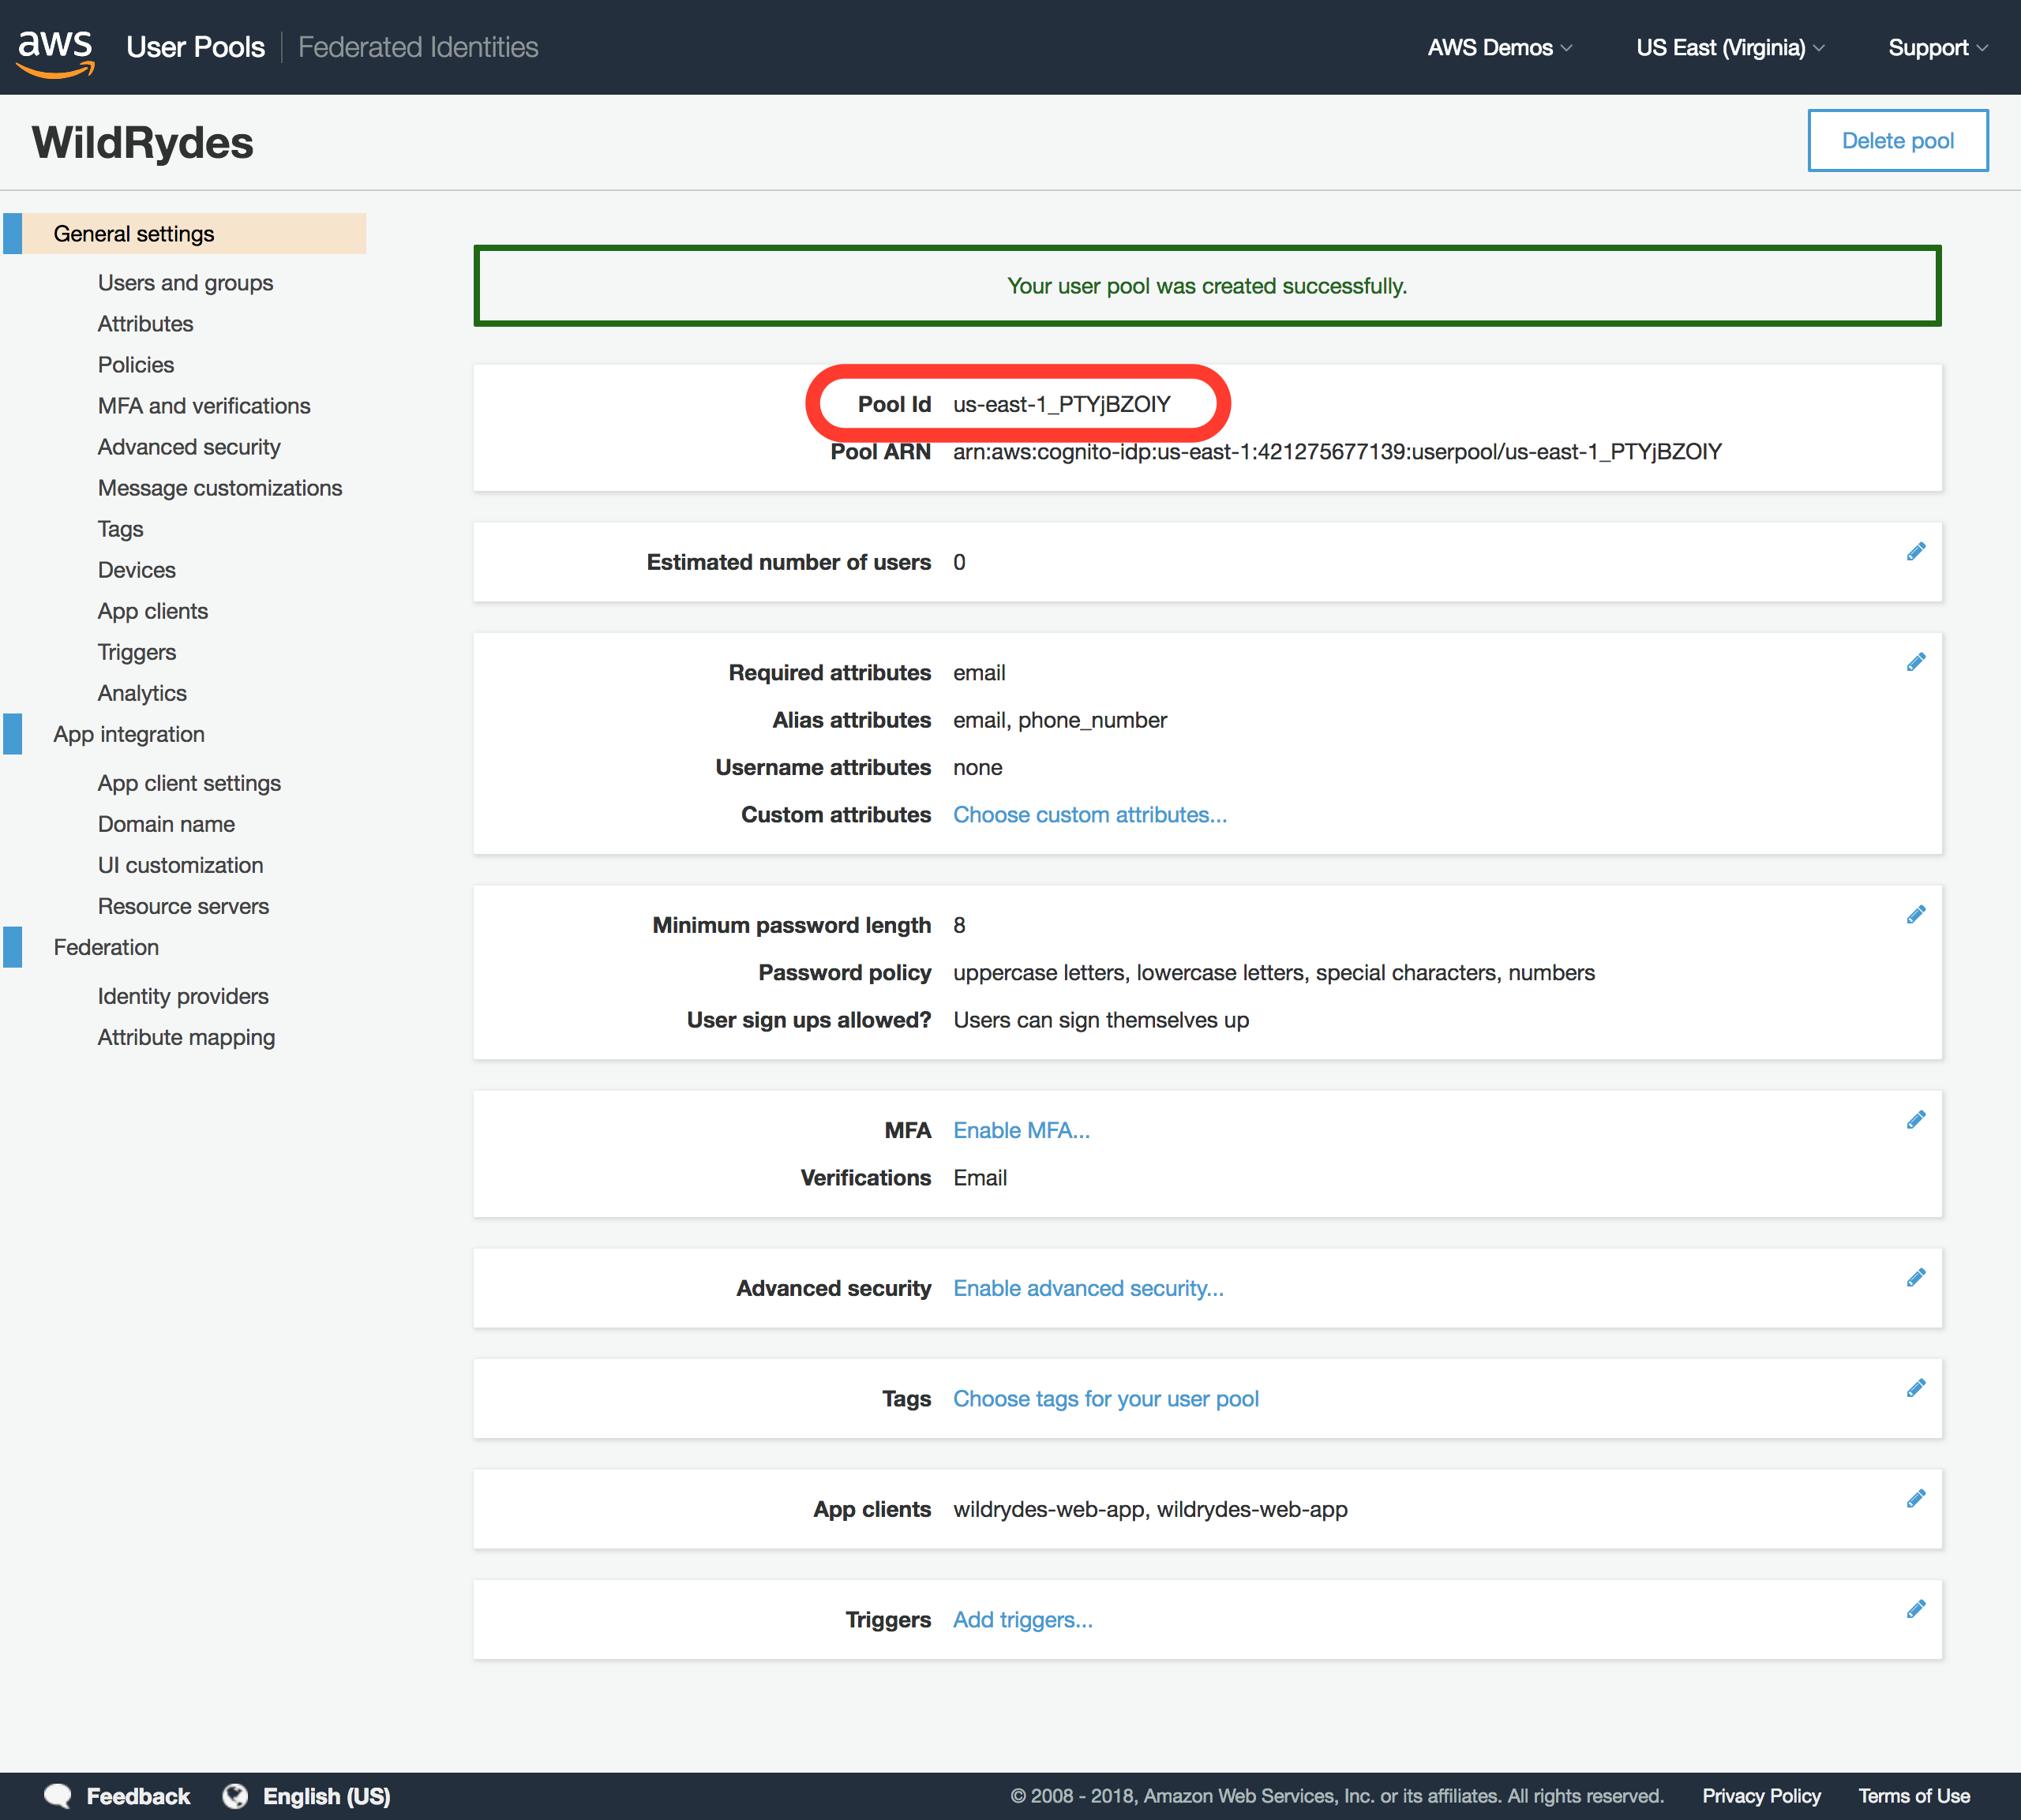 aws User Pools Federated Identities AWS Demos US East (Virginia) Support
WildRydes
Delete pool
General settings
Users and groups
Attributes
Policies
MFA and verifications
Advanced security
Message customizations
Tags
Devices
App clients
Triggers
Analytics
App integration
App client settings
Domain name
UI customization
Resource servers
Federation
Identity providers
Attribute mapping
Your user pool was created successfully.
Pool Id us-east-1_PTYjBZOIY
Pool ARN arn:aws:cognito-idp:us-east-1:421275677139:userpool/us-east-1_PTYjBZOIY
Estimated number of users 0
Required attributes email
Alias attributes email, phone_number
Username attributes none
Custom attributes Choose custom attributes...
Minimum password length 8
Password policy uppercase letters, lowercase letters, special characters, numbers
User sign ups allowed? Users can sign themselves up
MFA Enable MFA...
Verifications Email
Advanced security Enable advanced security...
Tags Choose tags for your user pool
App clients wildrydes-web-app, wildrydes-web-app
Triggers Add triggers...
Feedback English (US) © 2008 - 2018, Amazon Web Services, Inc. or its affiliates. All rights reserved. Privacy Policy Terms of Use